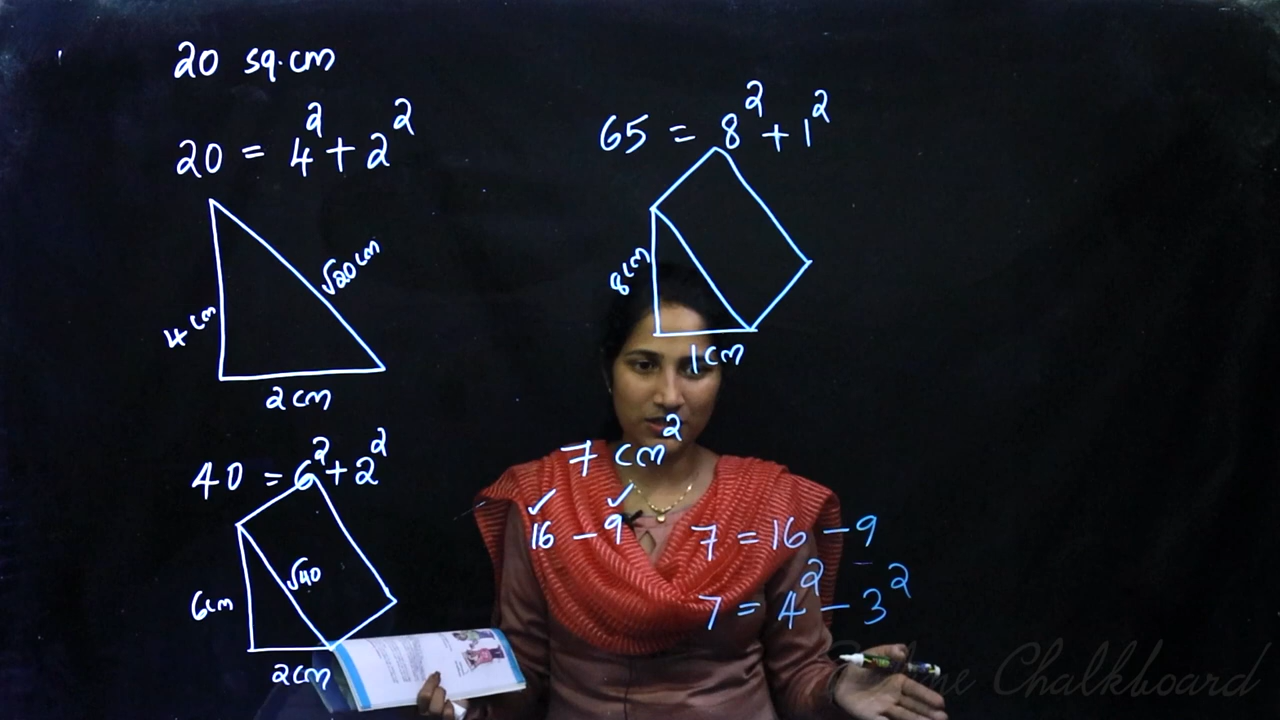 20 sq.cm
20 = 4² + 2²
4 cm
√20 cm
2 cm
40 = 6² + 2²
6 cm
√40
2 cm
65 = 8² + 1²
8 cm
1 cm
7 cm²
✓ ✓
16 - 9
7 = 16 - 9
7 = 4² - 3²
Chalkboard